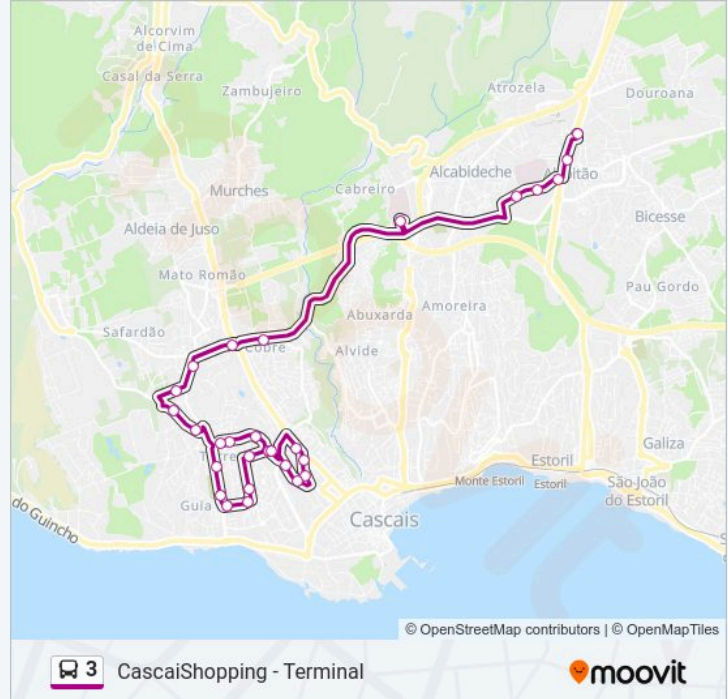 Alcorvim
de Cima
Casal da Serra
Zambujeiro
Atrozela
Douroana
Alcabideche
Cabreiro
Murches
Bicesse
Aldeia de Juso
Mato Romão
Pau Gordo
Abuxarda
Amoreira
Safardão
Alvide
Galiza
Estoril
Monte Estoril
Estoril
São João
do Estoril
Guia
do Guincho
Cascais
© OpenStreetMap contributors | © OpenMapTiles
3 CascaiShopping - Terminal
moovit